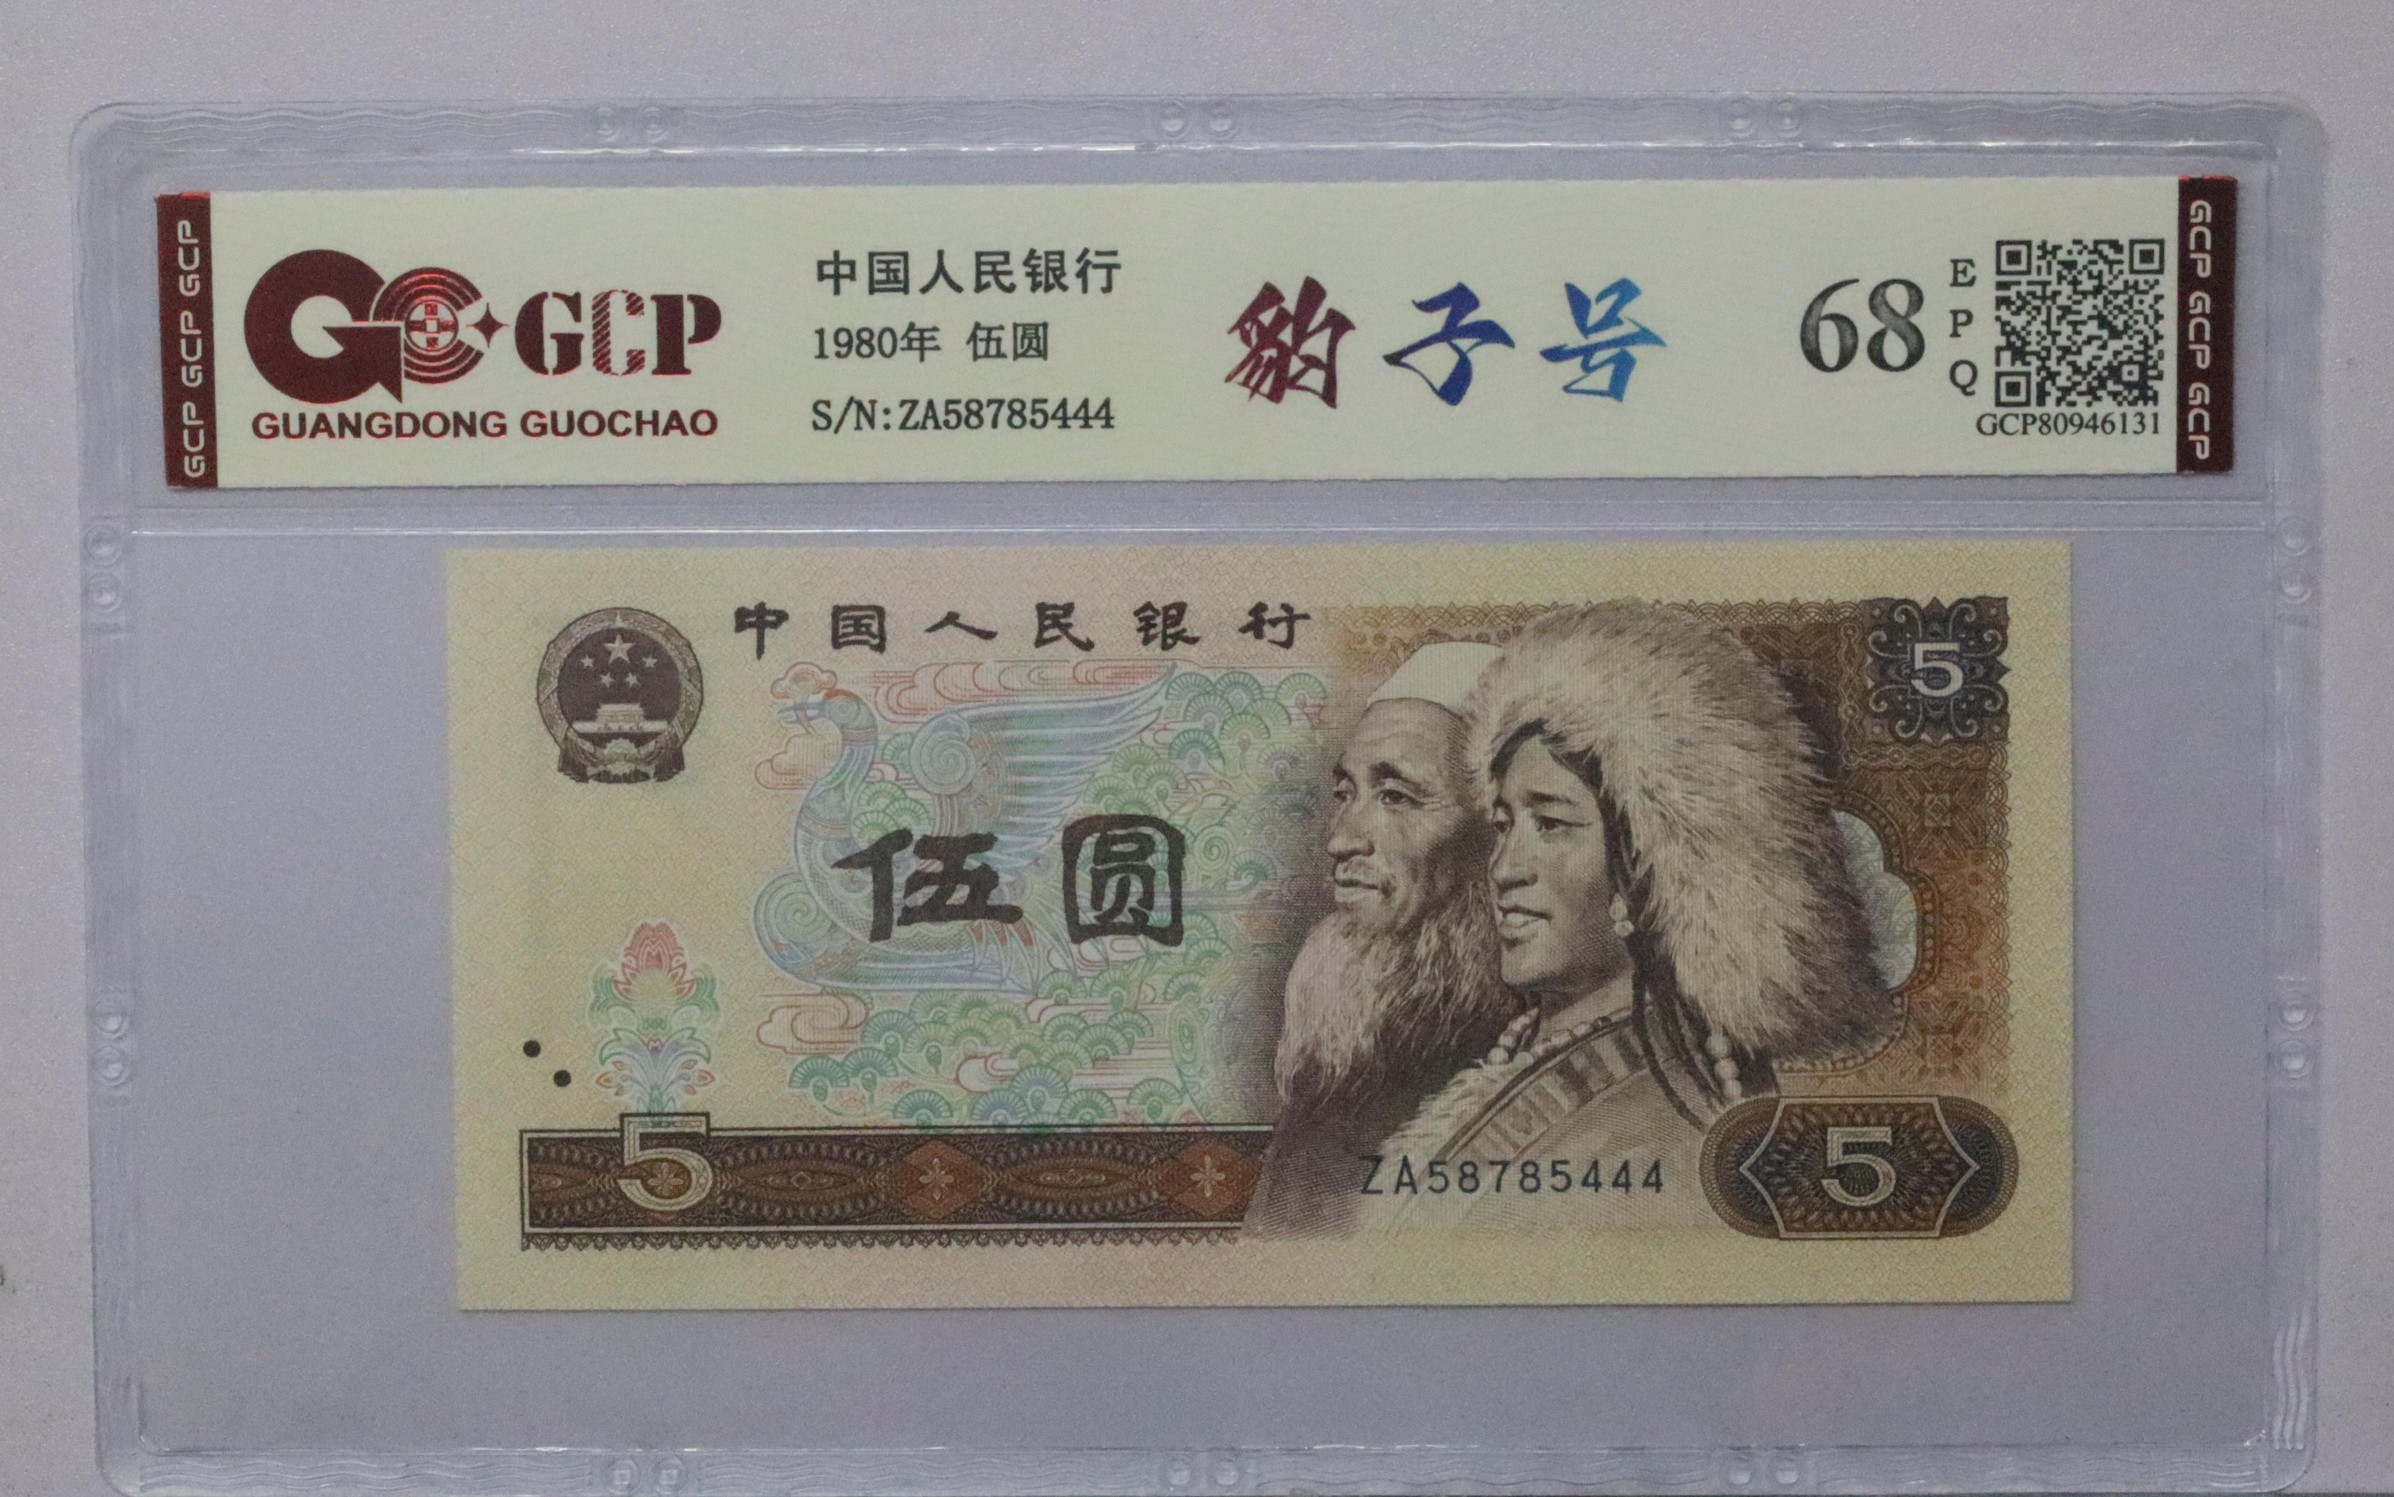 GCP GCP GCP
GCP
GUANGDONG GUOCHAO
中国人民银行
1980年 伍圆
S/N:ZA58785444
豹子号
68
EPQ
GCP80946131
GCP GCP GCP
中国人民银行
5
伍圆
5
ZA58785444
5